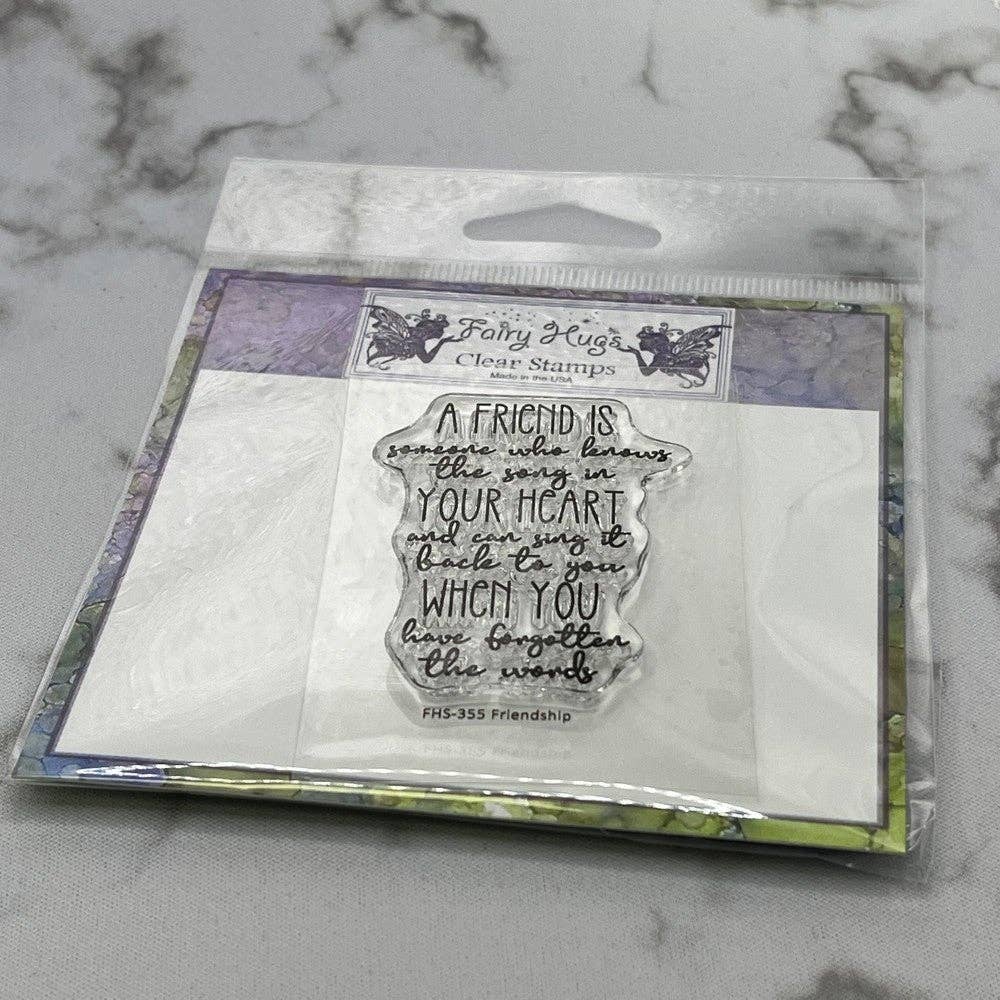 Fairy Hugs
Clear Stamps
Made in the USA
A FRIEND IS
someone who knows
the song in
YOUR HEART
and can sing it
back to you
WHEN YOU
have forgotten
the words
FHS-355 Friendship